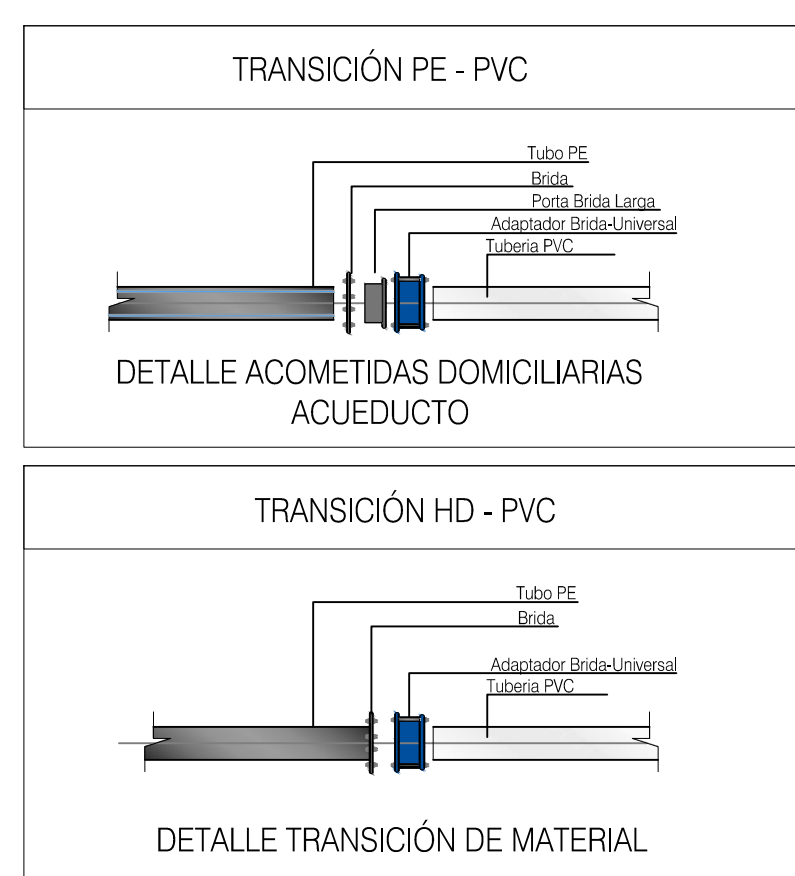 TRANSICIÓN PE - PVC
Tubo PE
Brida
Porta Brida Larga
Adaptador Brida-Universal
Tuberia PVC
DETALLE ACOMETIDAS DOMICILIARIAS
ACUEDUCTO
TRANSICIÓN HD - PVC
Tubo PE
Brida
Adaptador Brida-Universal
Tuberia PVC
DETALLE TRANSICIÓN DE MATERIAL